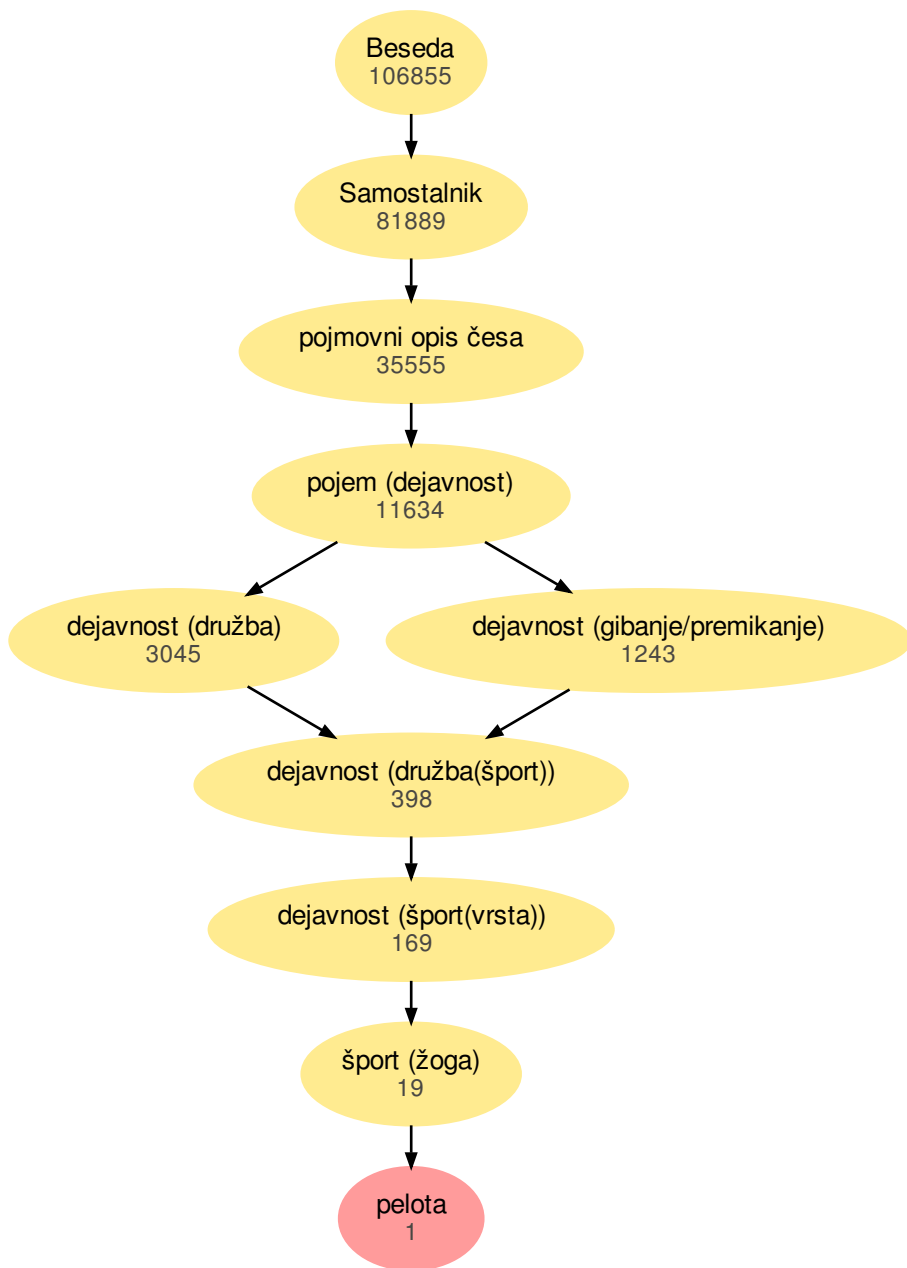 Beseda
106855
Samostalnik
81889
pojmovni opis česa
35555
pojem (dejavnost)
11634
dejavnost (družba)
3045
dejavnost (gibanje/premikanje)
1243
dejavnost (družba(šport))
398
dejavnost (šport(vrsta))
169
šport (žoga)
19
pelota
1